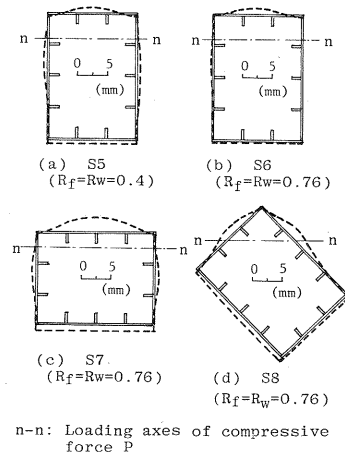 n n n n
0 5 0 5
(mm) (mm)
(a) S5 (b) S6
(Rf=Rw=0.4) (Rf=Rw=0.76)
n n n n
0 5 0 5
(mm) (mm)
(c) S7 (d) S8
(Rf=Rw=0.76) (Rf=Rw=0.76)
n-n: Loading axes of compressive
force P